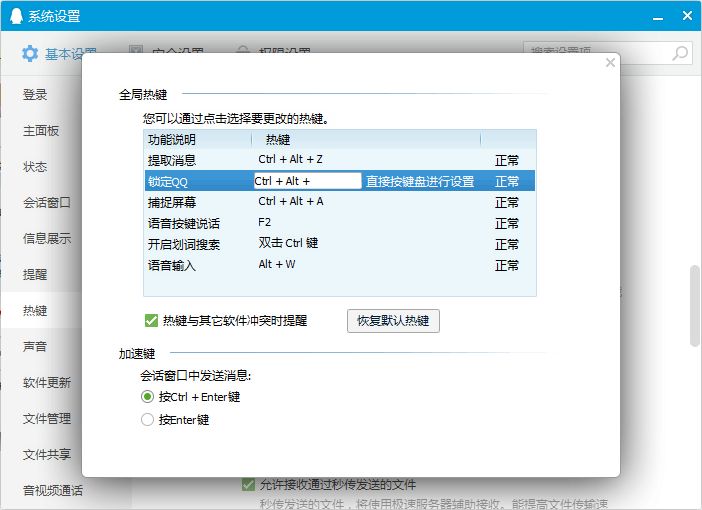 系统设置
基本设置 安全设置 权限设置
搜索设置项
登录
主面板
状态
会话窗口
信息展示
提醒
热键
声音
软件更新
文件管理
文件共享
音视频通话
全局热键
您可以通过点击选择要更改的热键。
功能说明 热键
提取消息 Ctrl + Alt + Z 正常
锁定QQ Ctrl + Alt + 直接按键盘进行设置 正常
捕捉屏幕 Ctrl + Alt + A 正常
语音按键说话 F2 正常
开启划词搜索 双击 Ctrl 键 正常
语音输入 Alt + W 正常
热键与其它软件冲突时提醒 恢复默认热键
加速键
会话窗口中发送消息:
按Ctrl + Enter键
按Enter键
允许接收通过秒传发送的文件
秒传发送的文件，将使用极速服务器辅助接收。能提高文件传输速